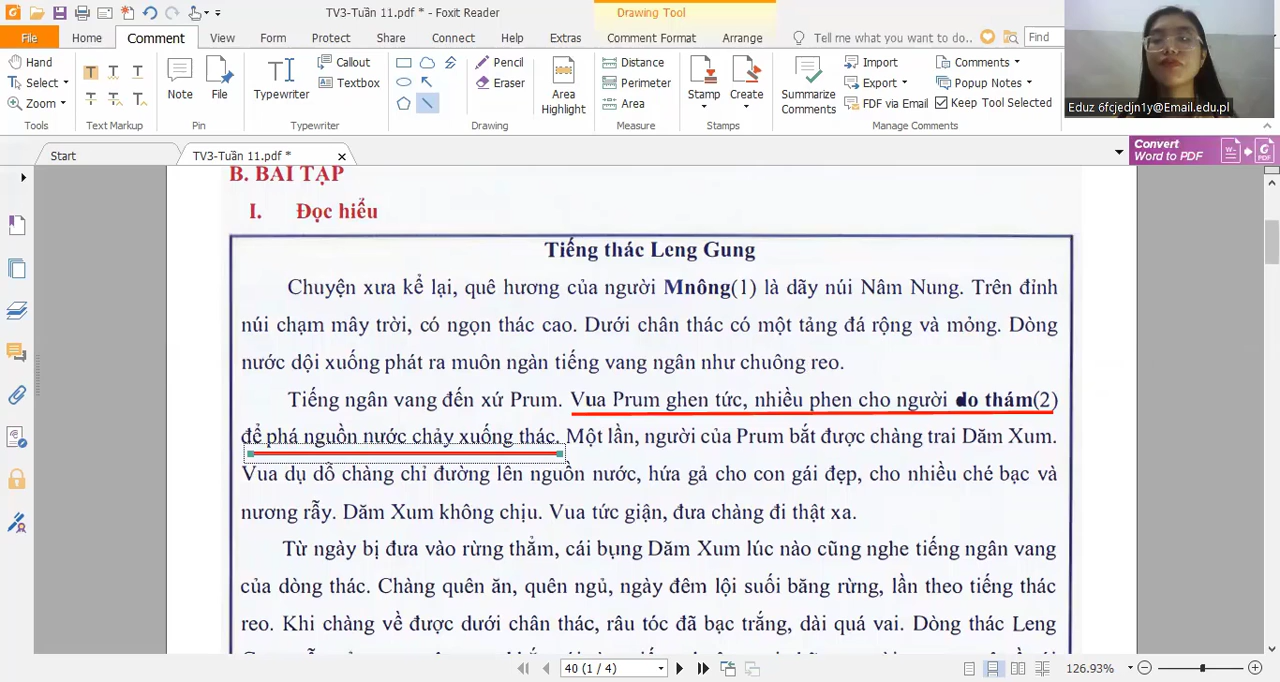 TV3-Tuần 11.pdf * - Foxit Reader
Drawing Tool
File Home Comment View Form Protect Share Connect Help Extras Comment Format Arrange Tell me what you want to do.. Find
Hand
Select
Zoom
Tools
Text Markup
Note
File
Pin
Typewriter
Callout
Textbox
Typewriter
Pencil
Eraser
Drawing
Area Highlight
Distance
Perimeter
Area
Measure
Stamp
Create
Stamps
Summarize Comments
Import
Export
FDF via Email
Comments
Popup Notes
Keep Tool Selected
Manage Comments
Eduz 6fcjedjn1y@Email.edu.pl
Start
TV3-Tuần 11.pdf *
Convert
Word to PDF
PDF
B. BÀI TẬP
I. Đọc hiểu
Tiếng thác Leng Gung
Chuyện xưa kể lại, quê hương của người Mnông(1) là dãy núi Nâm Nung. Trên đỉnh
núi chạm mây trời, có ngọn thác cao. Dưới chân thác có một tảng đá rộng và mỏng. Dòng
nước dội xuống phát ra muôn ngàn tiếng vang ngân như chuông reo.
Tiếng ngân vang đến xứ Prum. Vua Prum ghen tức, nhiều phen cho người do thám(2)
để phá nguồn nước chảy xuống thác. Một lần, người của Prum bắt được chàng trai Dăm Xum.
Vua dụ dỗ chàng chỉ đường lên nguồn nước, hứa gả cho con gái đẹp, cho nhiều ché bạc và
nương rẫy. Dăm Xum không chịu. Vua tức giận, đưa chàng đi thật xa.
Từ ngày bị đưa vào rừng thẳm, cái bụng Dăm Xum lúc nào cũng nghe tiếng ngân vang
của dòng thác. Chàng quên ăn, quên ngủ, ngày đêm lội suối băng rừng, lần theo tiếng thác
reo. Khi chàng về được dưới chân thác, râu tóc đã bạc trắng, dài quá vai. Dòng thác Leng
40 (1 / 4)
126.93%